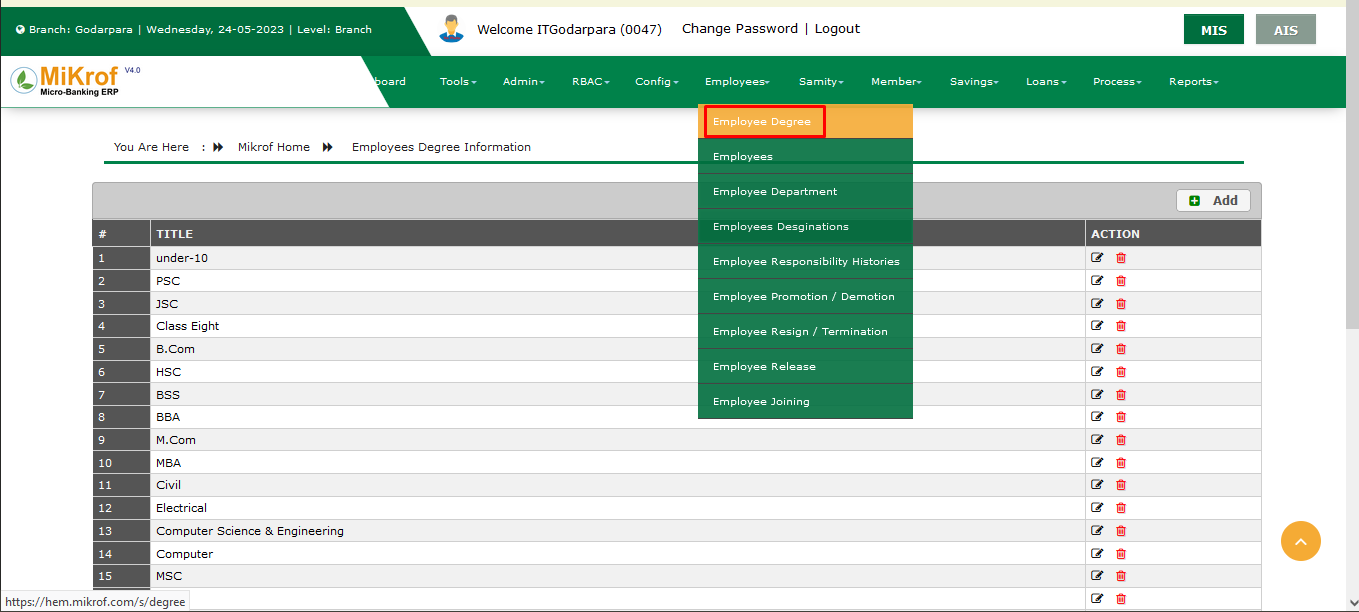 Branch: Godarpara | Wednesday, 24-05-2023 | Level: Branch
Welcome ITGodarpara (0047)
Change Password | Logout
MIS
AIS
MiKrof V4.0
Micro-Banking ERP
board
Tools
Admin
RBAC
Config
Employees
Samity
Member
Savings
Loans
Process
Reports
Employee Degree
Employees
Employee Department
Employees Desginations
Employee Responsibility Histories
Employee Promotion / Demotion
Employee Resign / Termination
Employee Release
Employee Joining
You Are Here : Mikrof Home Employees Degree Information
Add
# TITLE ACTION
1 under-10
2 PSC
3 JSC
4 Class Eight
5 B.Com
6 HSC
7 BSS
8 BBA
9 M.Com
10 MBA
11 Civil
12 Electrical
13 Computer Science & Engineering
14 Computer
15 MSC
https://hem.mikrof.com/s/degree